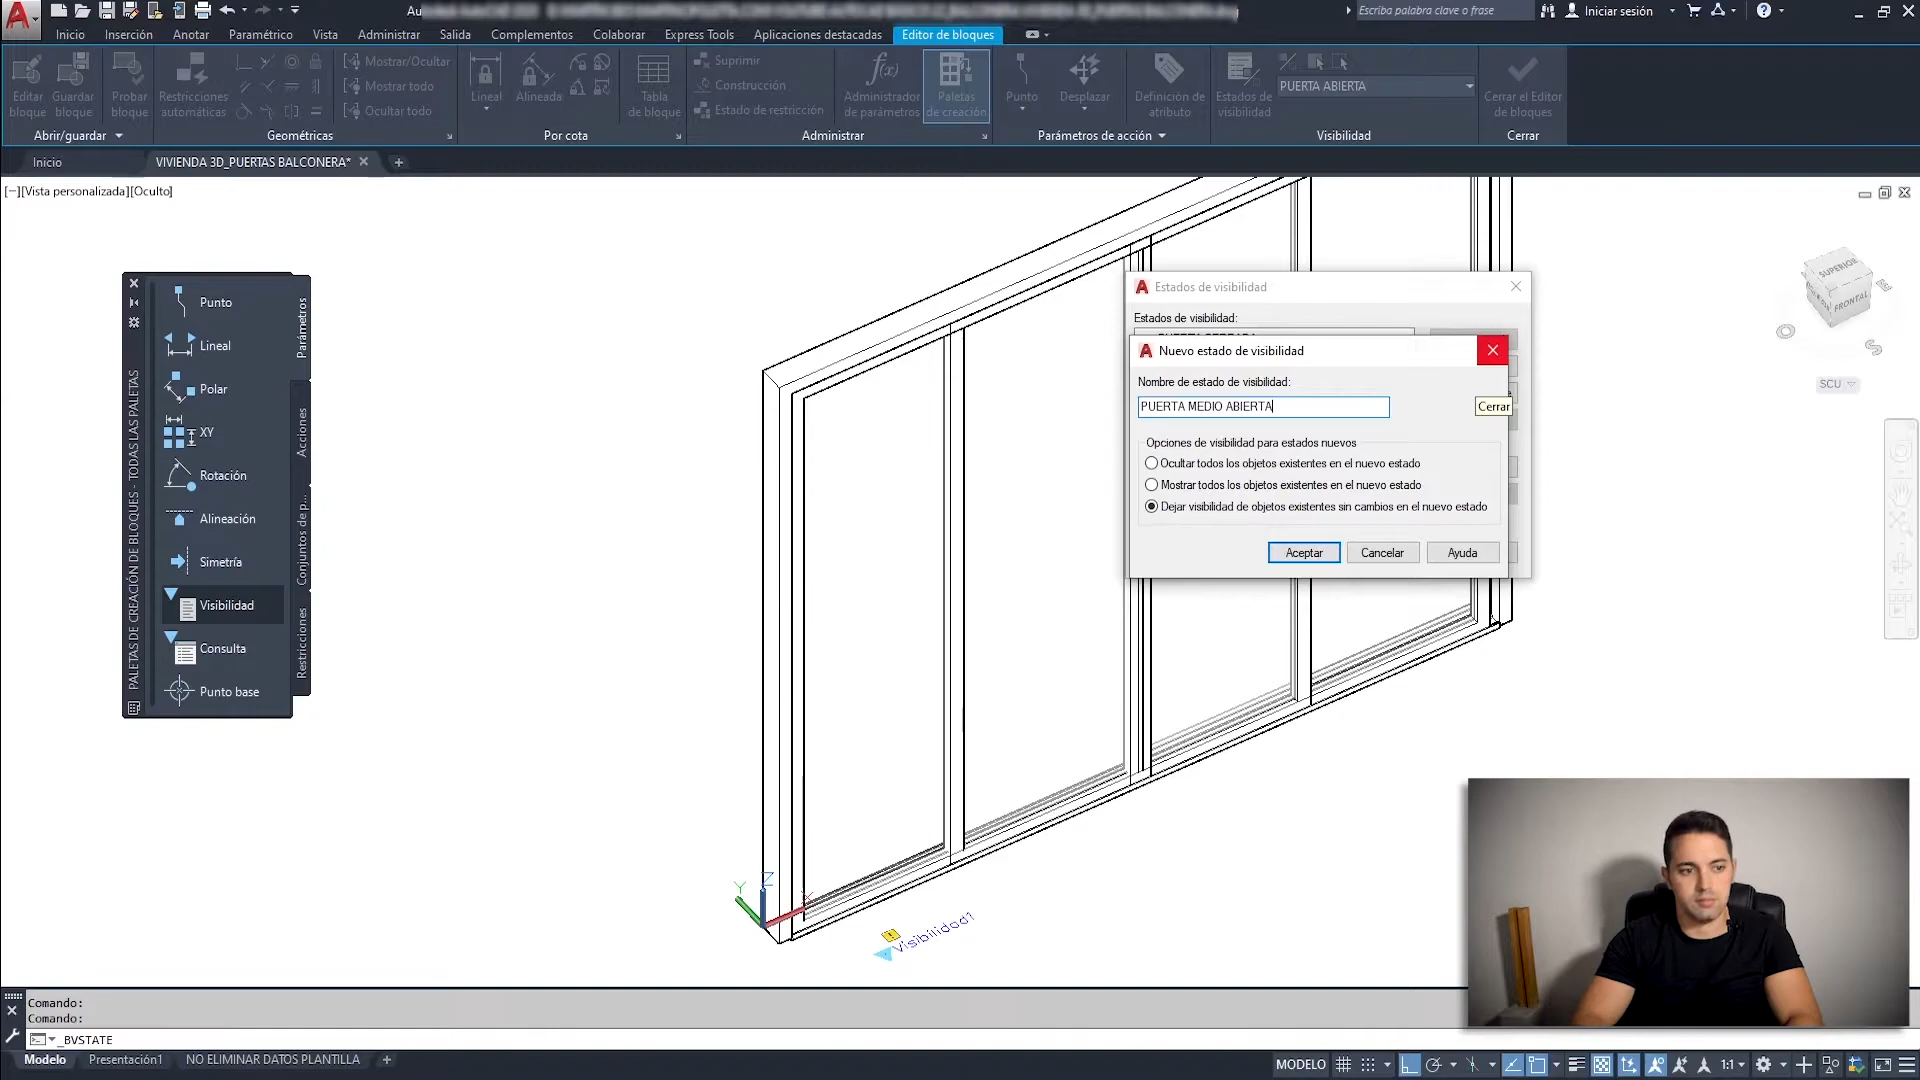 Au
Escriba palabra clave o frase
Iniciar sesión
Inicio
Inserción
Anotar
Paramétrico
Vista
Administrar
Salida
Complementos
Colaborar
Express Tools
Aplicaciones destacadas
Editor de bloques
Editar bloque
Guardar bloque
Probar bloque
Restricciones automáticas
Mostrar/Ocultar
Mostrar todo
Ocultar todo
Lineal
Alineada
Tabla de bloque
Suprimir
Construcción
Estado de restricción
f(x)
Administrador de parámetros
Paletas de creación
Punto
Desplazar
Definición de atributo
Estados de visibilidad
PUERTA ABIERTA
Cerrar el Editor de bloques
Abrir/guardar
Geométricas
Por cota
Administrar
Parámetros de acción
Visibilidad
Cerrar
Inicio
VIVIENDA 3D_PUERTAS BALCONERA*
[−][Vista personalizada][Oculto]
PALETAS DE CREACIÓN DE BLOQUES - TODAS LAS PALETAS
Punto
Lineal
Polar
XY
Rotación
Alineación
Simetría
Visibilidad
Consulta
Punto base
Parámetros
Acciones
Conjuntos de p...
Restricciones
Estados de visibilidad
Estados de visibilidad:
Nuevo estado de visibilidad
Nombre de estado de visibilidad:
PUERTA MEDIO ABIERTA
Cerrar
Opciones de visibilidad para estados nuevos
Ocultar todos los objetos existentes en el nuevo estado
Mostrar todos los objetos existentes en el nuevo estado
Dejar visibilidad de objetos existentes sin cambios en el nuevo estado
Aceptar
Cancelar
Ayuda
SUPERIOR
FRONTAL
O
S
SCU
Z
Y
X
Visibilidad1
Comando:
Comando:
_BVSTATE
Modelo
Presentación1
NO ELIMINAR DATOS PLANTILLA
MODELO
1:1